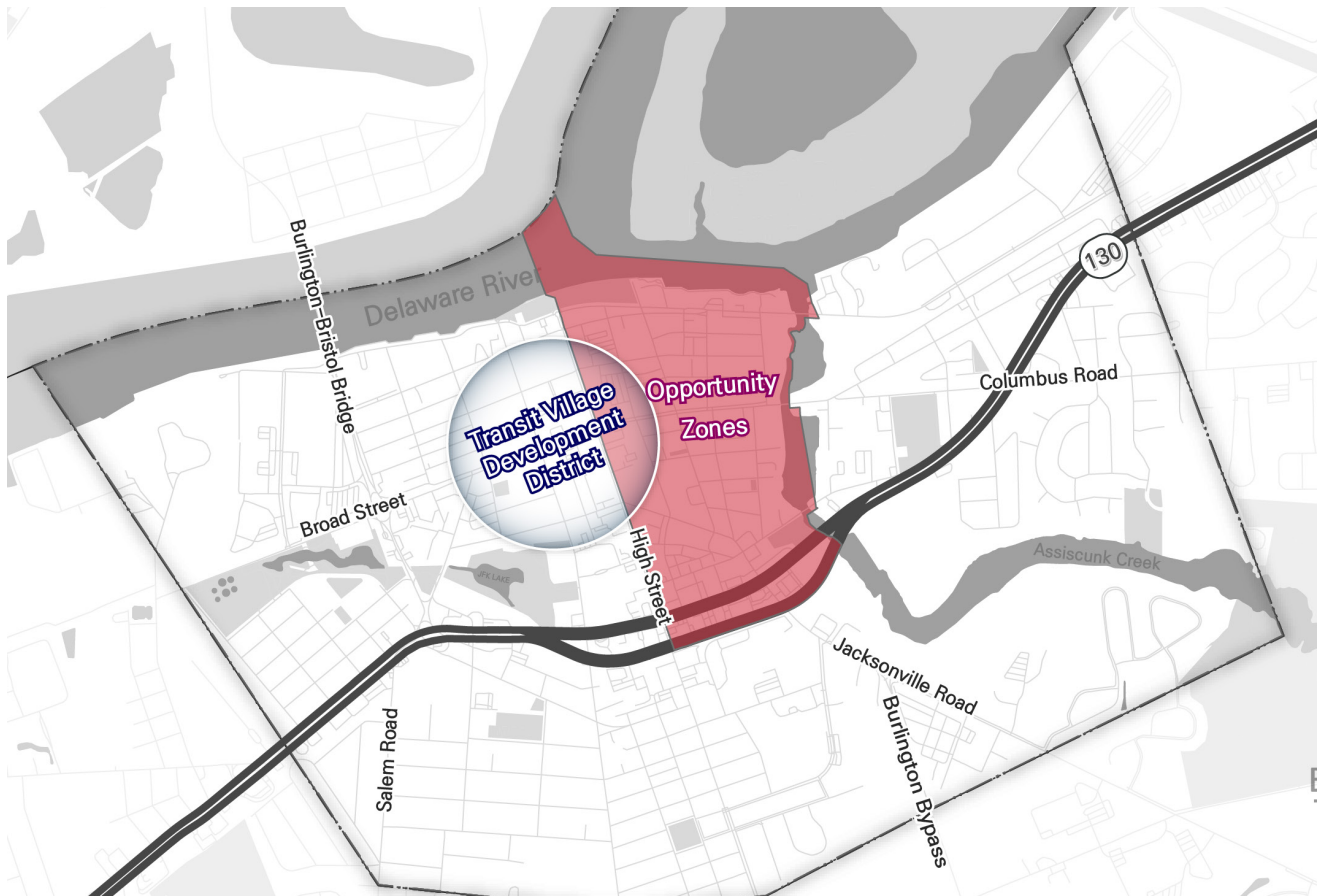 Burlington-Bristol Bridge
Delaware River
130
Columbus Road
Opportunity
Zones
Transit Village
Development
District
Broad Street
High Street
JFK LAKE
Assiscunk Creek
Jacksonville Road
Salem Road
Burlington Bypass